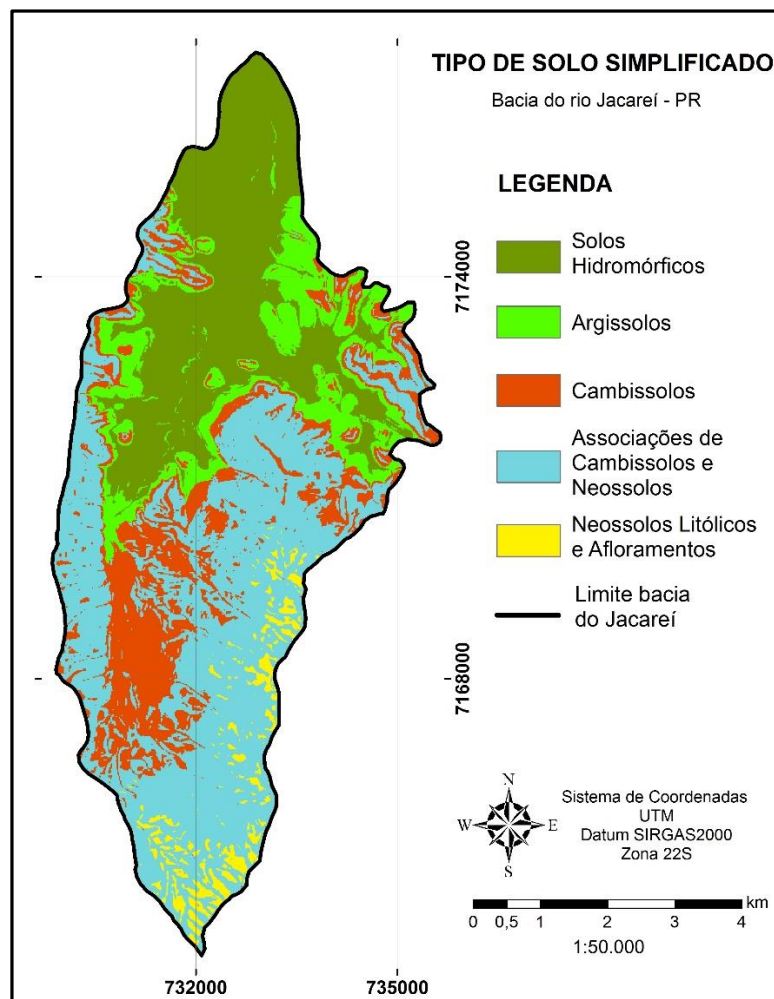 TIPO DE SOLO SIMPLIFICADO
Bacia do rio Jacareí - PR
LEGENDA
Solos
Hidromórficos
Argissolos
Cambissolos
Associações de
Cambissolos e
Neossolos
Neossolos Litólicos
e Afloramentos
Limite bacia
do Jacareí
7174000
7168000
N
W E
S
Sistema de Coordenadas
UTM
Datum SIRGAS2000
Zona 22S
km
0 0,5 1 2 3 4
1:50.000
732000 735000